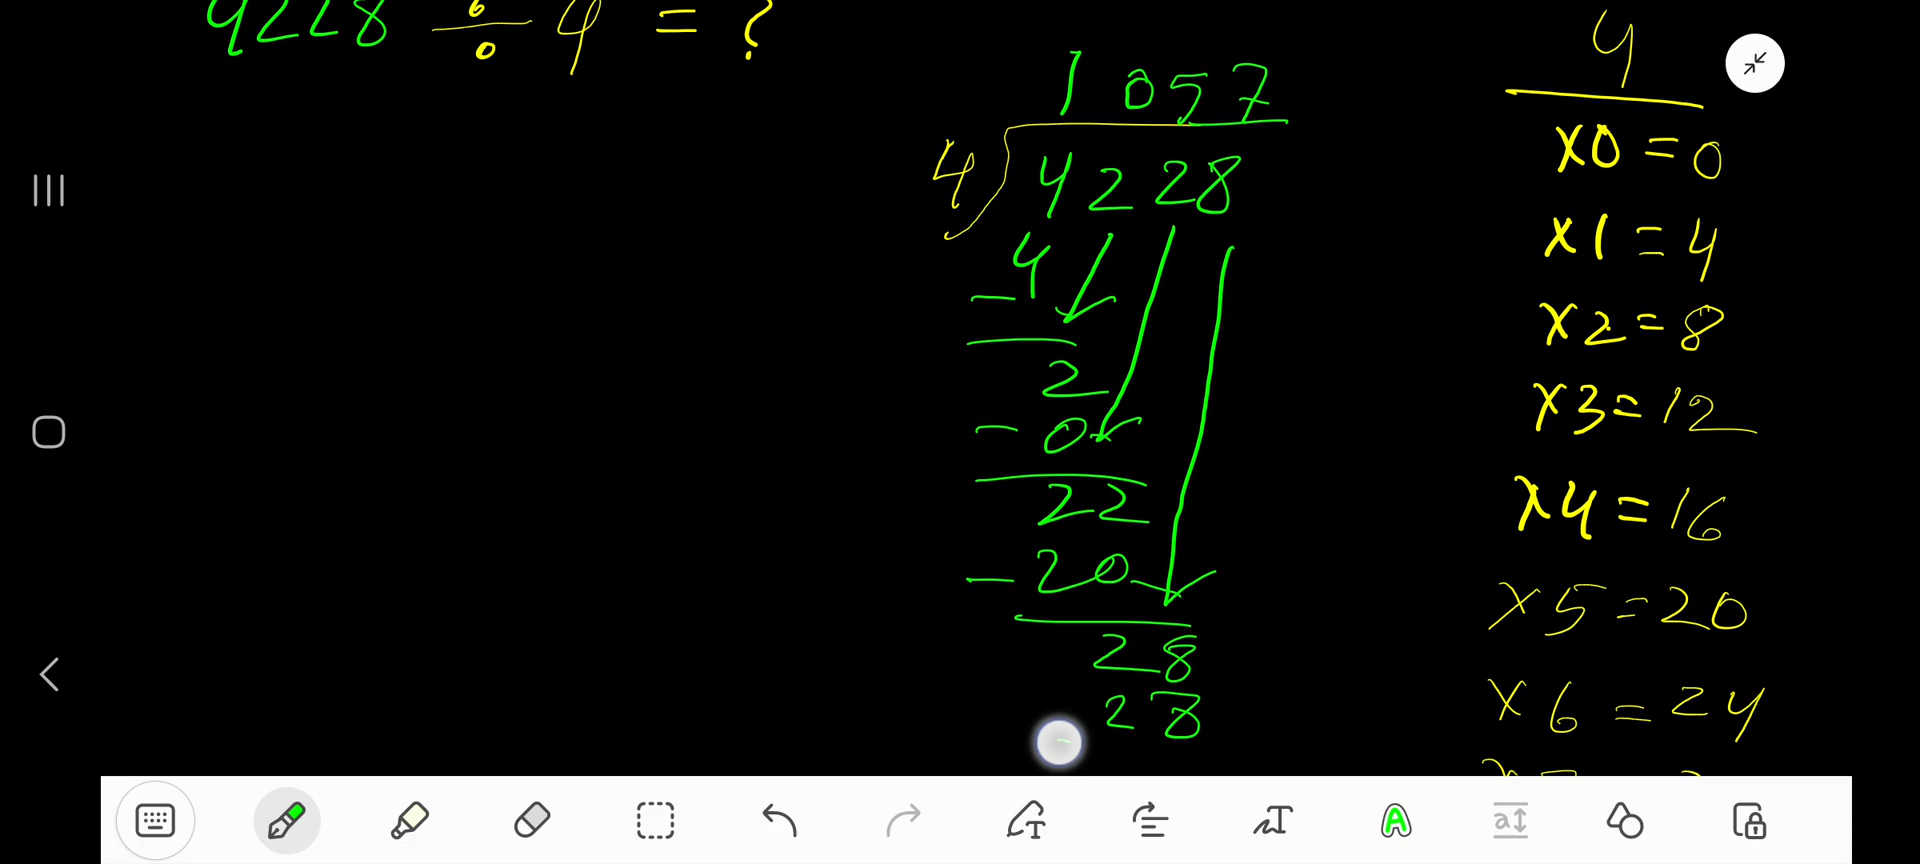 4228 ÷ 4 = ?
1057
4) 4228
- 4
2
- 0
22
- 20
28
- 28
4
X0 = 0
X1 = 4
X2 = 8
X3 = 12
X4 = 16
X5 = 20
X6 = 24